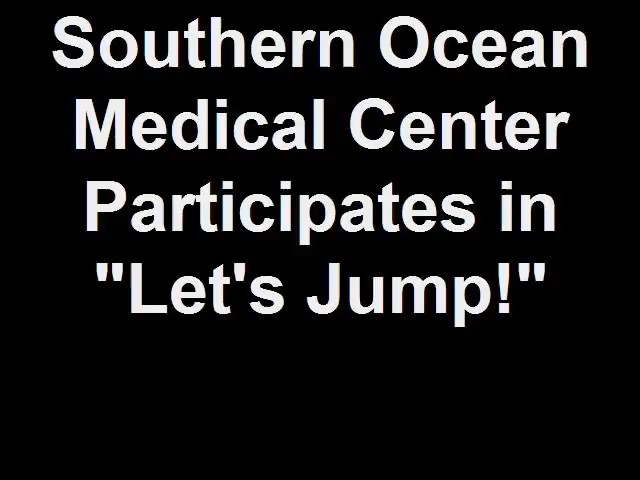 Southern Ocean
Medical Center
Participates in
"Let's Jump!"